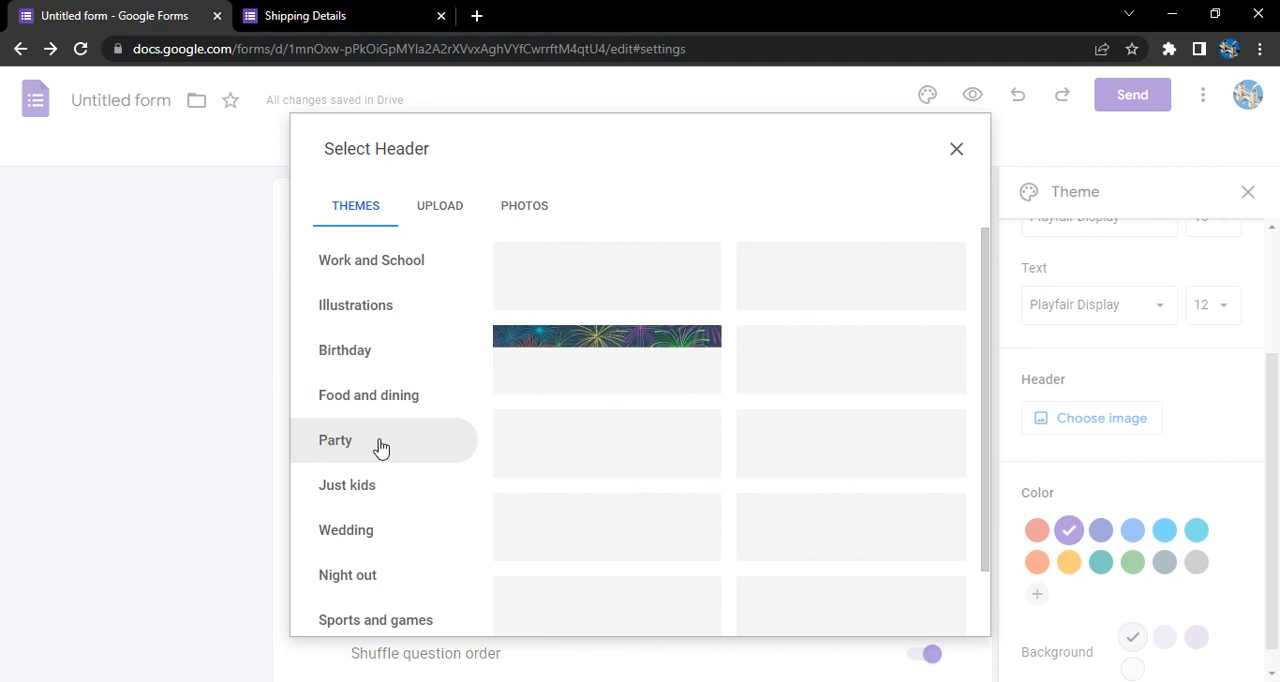 Untitled form - Google Forms
Shipping Details
docs.google.com/forms/d/1mnOxw-pPkOiGpMYla2A2rXVvxAghVYfCwrrftM4qtU4/edit#settings
Untitled form
All changes saved in Drive
Send
Select Header
THEMES
UPLOAD
PHOTOS
Work and School
Illustrations
Birthday
Food and dining
Party
Just kids
Wedding
Night out
Sports and games
Shuffle question order
Theme
Playfair Display
Text
Playfair Display
12
Header
Choose image
Color
Background